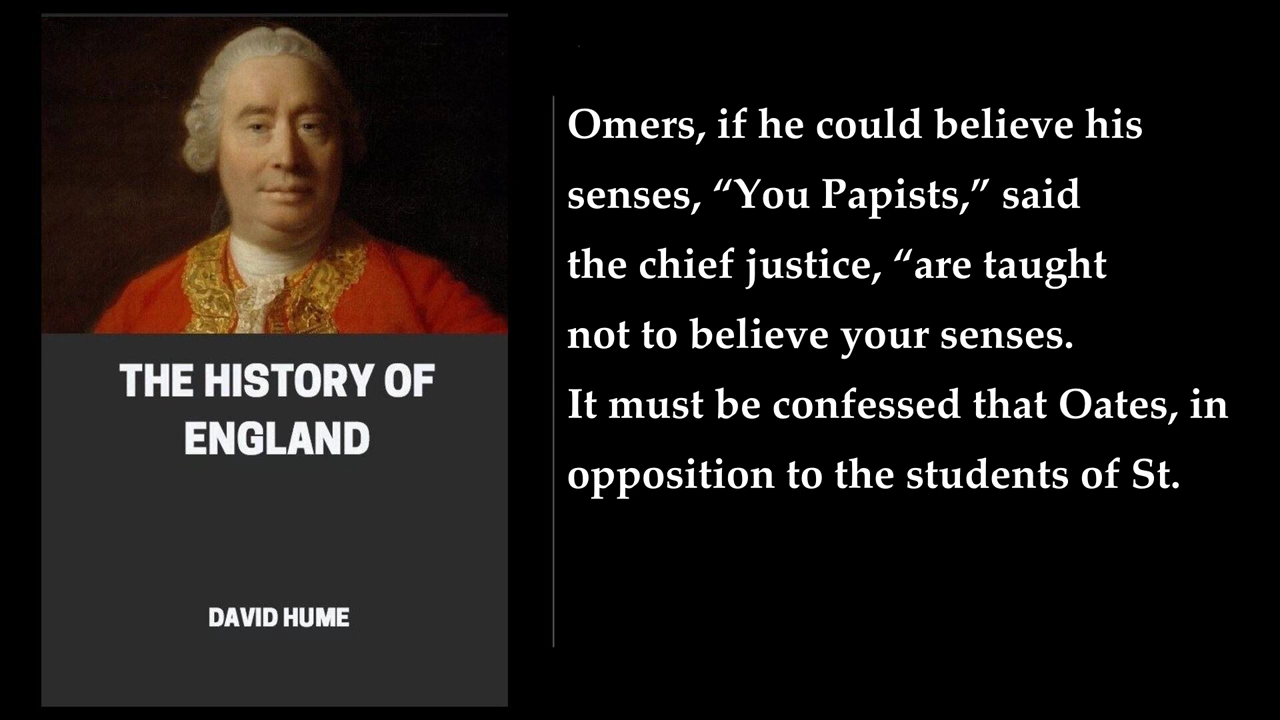 THE HISTORY OF
ENGLAND
DAVID HUME
Omers, if he could believe his
senses, “You Papists,” said
the chief justice, “are taught
not to believe your senses.
It must be confessed that Oates, in
opposition to the students of St.